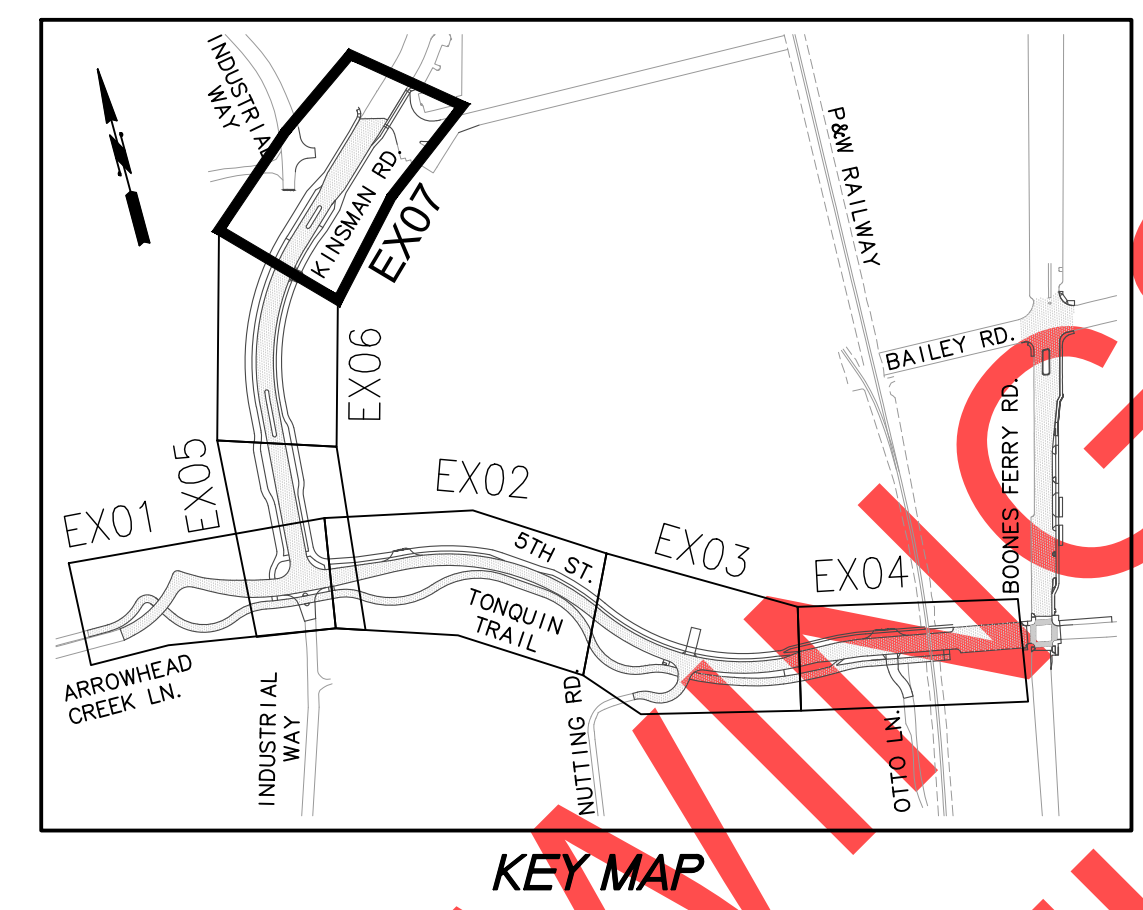 INDUSTRIAL
WAY
KINSMAN RD.
EX07
P&W RAILWAY
EX06
BAILEY RD.
BOONES FERRY RD.
EX05
EX01
EX02
5TH ST.
EX03
EX04
TONQUIN
TRAIL
ARROWHEAD
CREEK LN.
INDUSTRIAL
WAY
NUTTING RD.
OTTO LN.
KEY MAP